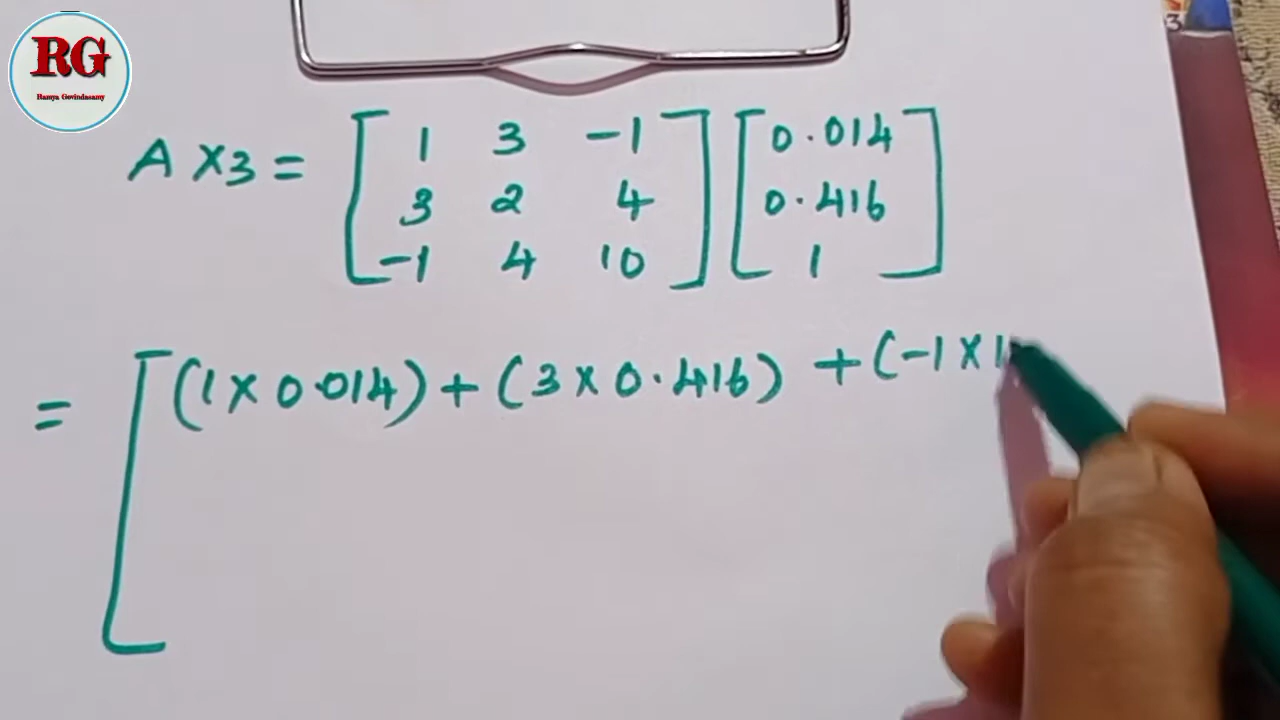 RG
Ramya Govindasamy
3
A X3 = [ 1 3 -1 ] [ 0.014 ]
[ 3 2 4 ] [ 0.416 ]
[ -1 4 10 ] [ 1 ]
= [ (1 X 0.014) + (3 X 0.416) + (-1 X 1